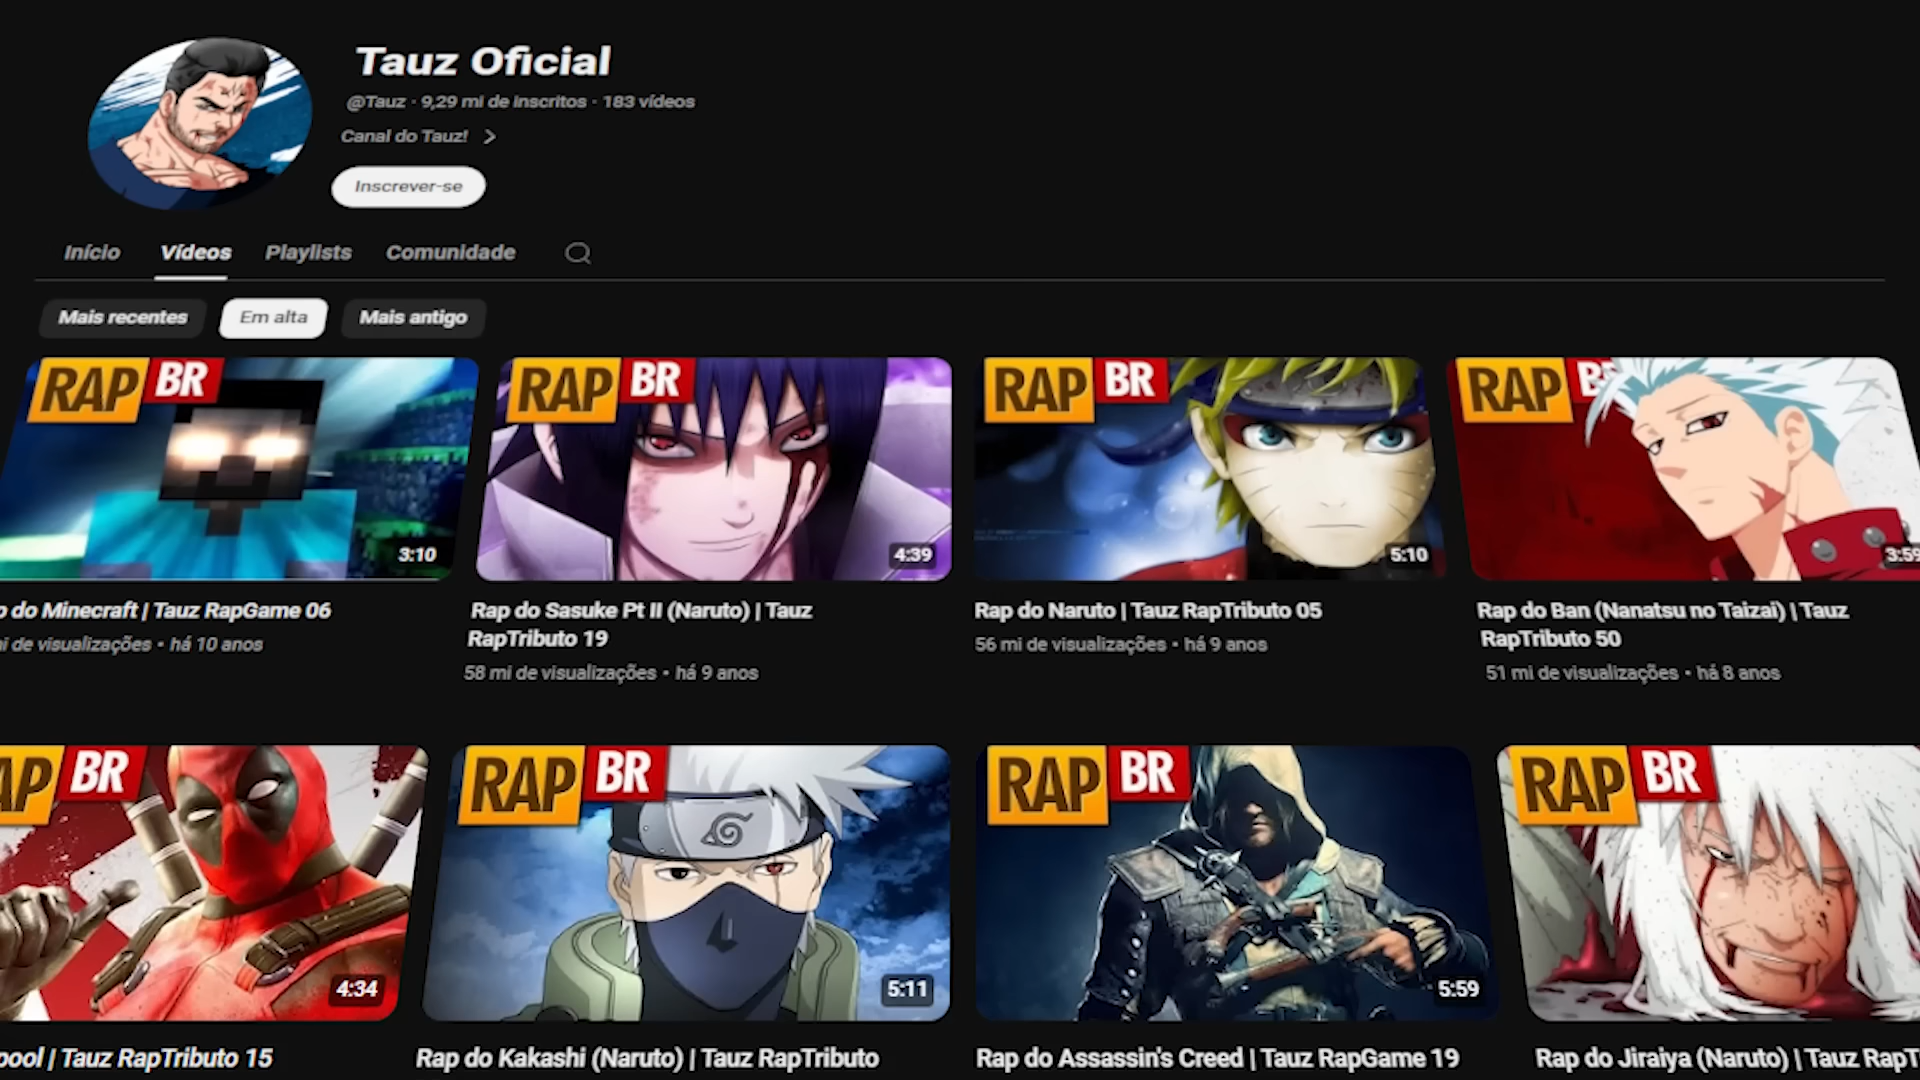 Tauz Oficial
@Tauz · 9,29 mi de inscritos · 183 vídeos
Canal do Tauz!
Inscrever-se
Início Vídeos Playlists Comunidade
Mais recentes Em alta Mais antigo
RAP BR RAP BR RAP BR RAP
3:10 4:39 5:10 3:59
do Minecraft | Tauz RapGame 06
de visualizações • há 10 anos
Rap do Sasuke Pt II (Naruto) | Tauz
RapTributo 19
58 mi de visualizações • há 9 anos
Rap do Naruto | Tauz RapTributo 05
56 mi de visualizações • há 9 anos
Rap do Ban (Nanatsu no Taizai) | Tauz
RapTributo 50
51 mi de visualizações • há 8 anos
BR RAP BR RAP BR RAP BR
4:34 5:11 5:59
| Tauz RapTributo 15
Rap do Kakashi (Naruto) | Tauz RapTributo
Rap do Assassin's Creed | Tauz RapGame 19
Rap do Jiraiya (Naruto) | Tauz